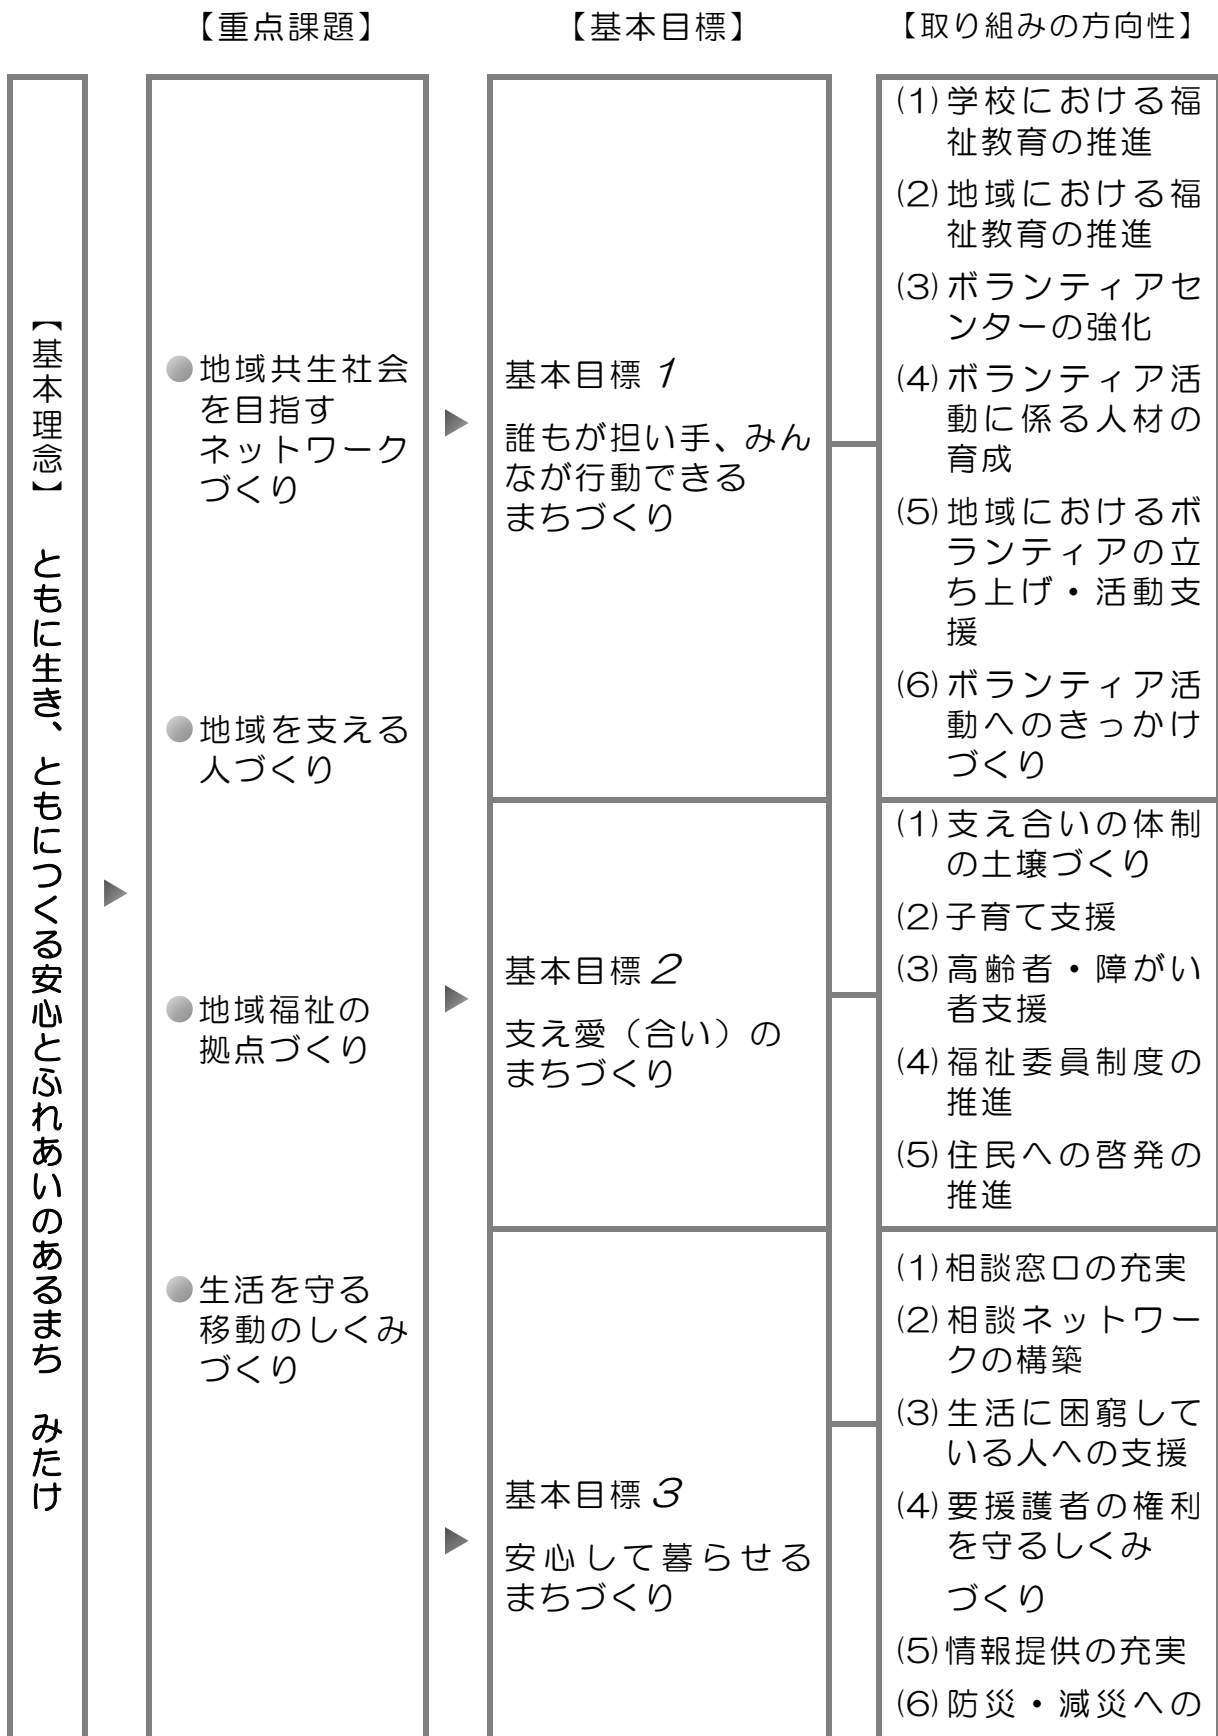 【重点課題】
【基本目標】
【取り組みの方向性】
【基本理念】 ともに生き、ともにつくる安心とふれあいのあるまち みたけ
●地域共生社会
を目指す
ネットワーク
づくり
●地域を支える
人づくり
●地域福祉の
拠点づくり
●生活を守る
移動のしくみ
づくり
基本目標 1
誰もが担い手、みん
なが行動できる
まちづくり
(1)学校における福
祉教育の推進
(2)地域における福
祉教育の推進
(3)ボランティアセ
ンターの強化
(4)ボランティア活
動に係る人材の
育成
(5)地域におけるボ
ランティアの立
ち上げ・活動支
援
(6)ボランティア活
動へのきっかけ
づくり
基本目標 2
支え愛（合い）の
まちづくり
(1)支え合いの体制
の土壌づくり
(2)子育て支援
(3)高齢者・障がい
者支援
(4)福祉委員制度の
推進
(5)住民への啓発の
推進
基本目標 3
安心して暮らせる
まちづくり
(1)相談窓口の充実
(2)相談ネットワー
クの構築
(3)生活に困窮して
いる人への支援
(4)要援護者の権利
を守るしくみ
づくり
(5)情報提供の充実
(6)防災・減災への